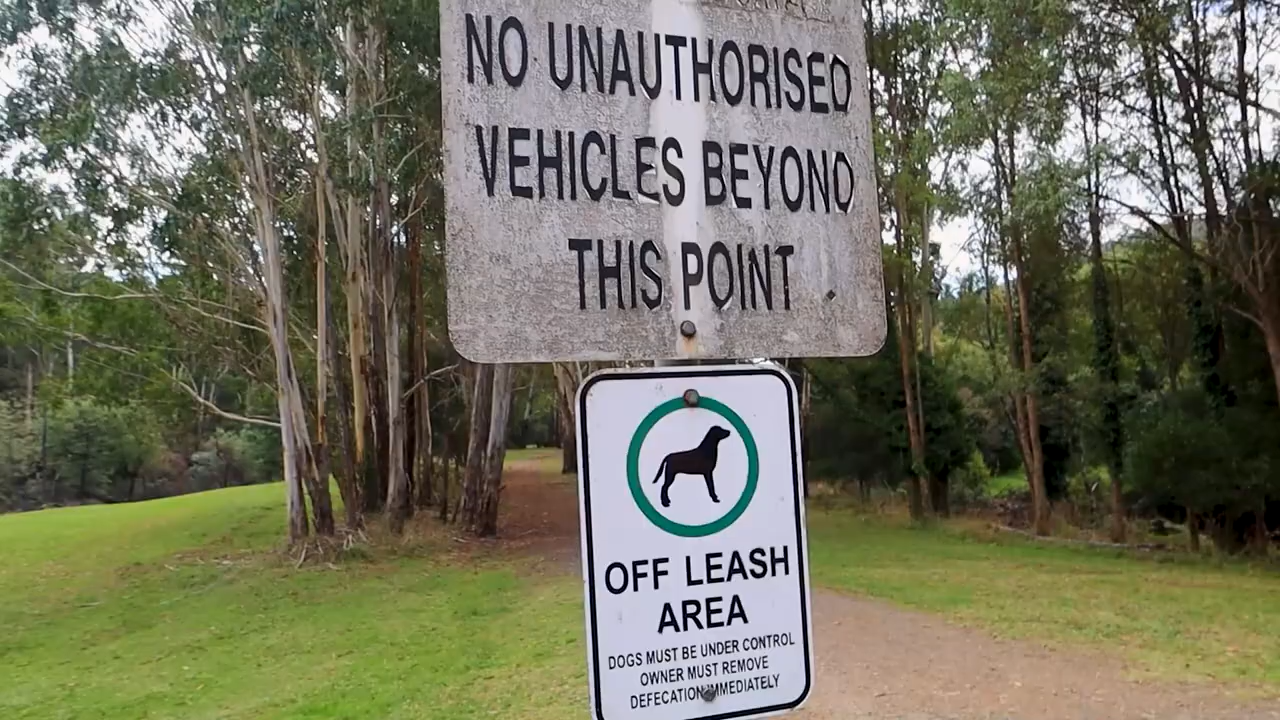 NO UNAUTHORISED
VEHICLES BEYOND
THIS POINT
OFF LEASH
AREA
DOGS MUST BE UNDER CONTROL
OWNER MUST REMOVE
DEFECATION IMMEDIATELY